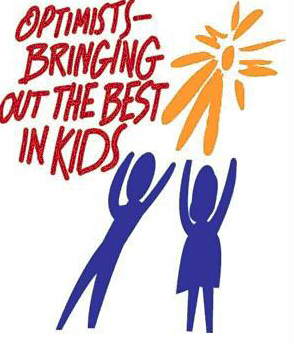 OPTIMISTS-
BRINGING
OUT THE BEST
IN KIDS